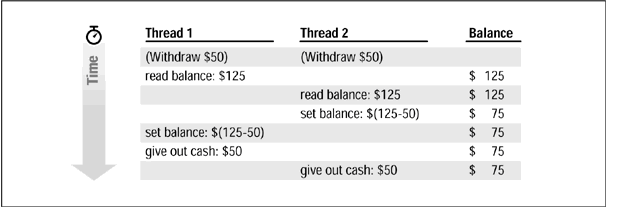 Thread 1 Thread 2 Balance
(Withdraw $50) (Withdraw $50)
read balance: $125 $ 125
read balance: $125 $ 125
set balance: $(125-50) $ 75
set balance: $(125-50) $ 75
give out cash: $50 $ 75
give out cash: $50 $ 75
Time